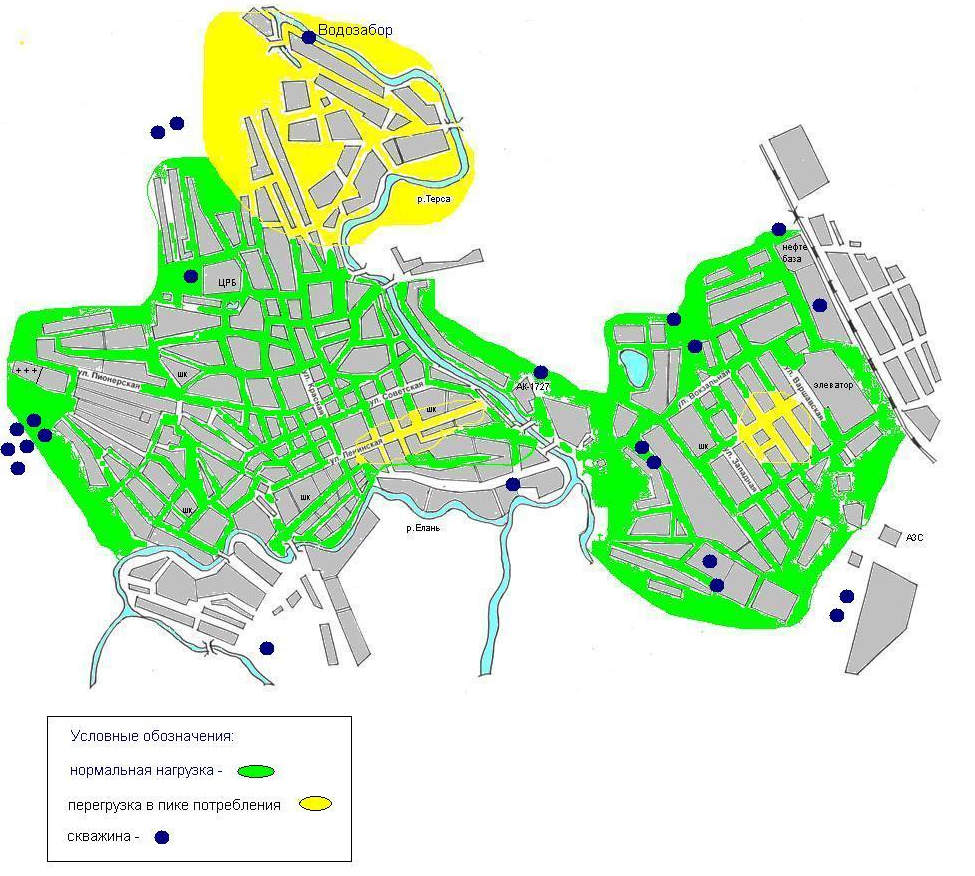 Водозабор
р.Терса
нефте
база
ЦРБ
+ + +
ул. Пионерская
шк
ул. Красная
ул. Советская
шк
АК-1727
ул. Ленинская
ул. Вокзальная
ул. Варшавская
элеватор
шк
ул. Западная
шк
шк
р.Елань
АЗС
Условные обозначения:
нормальная нагрузка -
перегрузка в пике потребления
скважина -